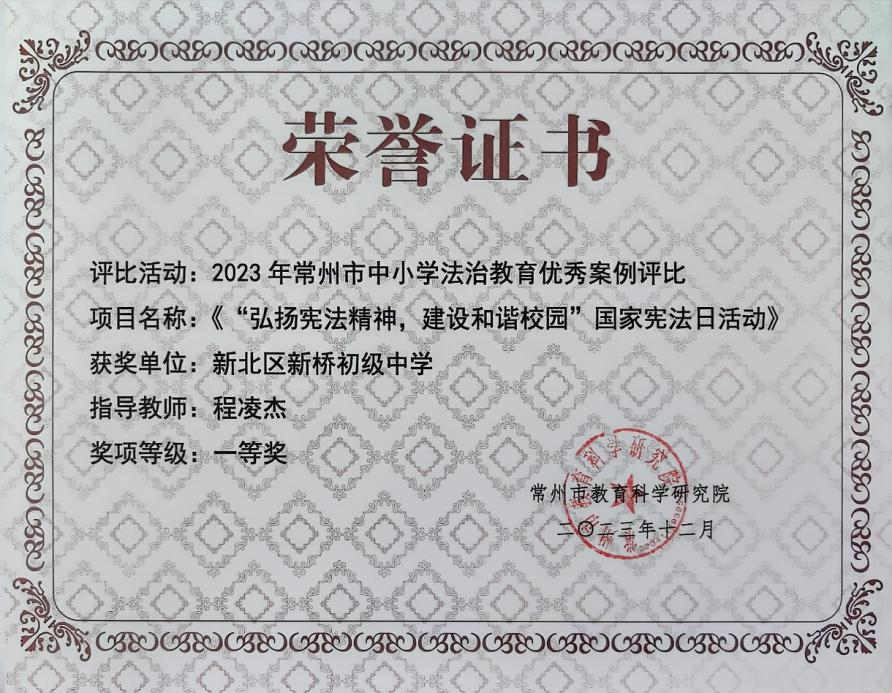 荣誉证书
评比活动：2023年常州市中小学法治教育优秀案例评比
项目名称：《“弘扬宪法精神，建设和谐校园”国家宪法日活动》
获奖单位：新北区新桥初级中学
指导教师：程凌杰
奖项等级：一等奖
常州市教育科学研究院
二〇二三年十二月